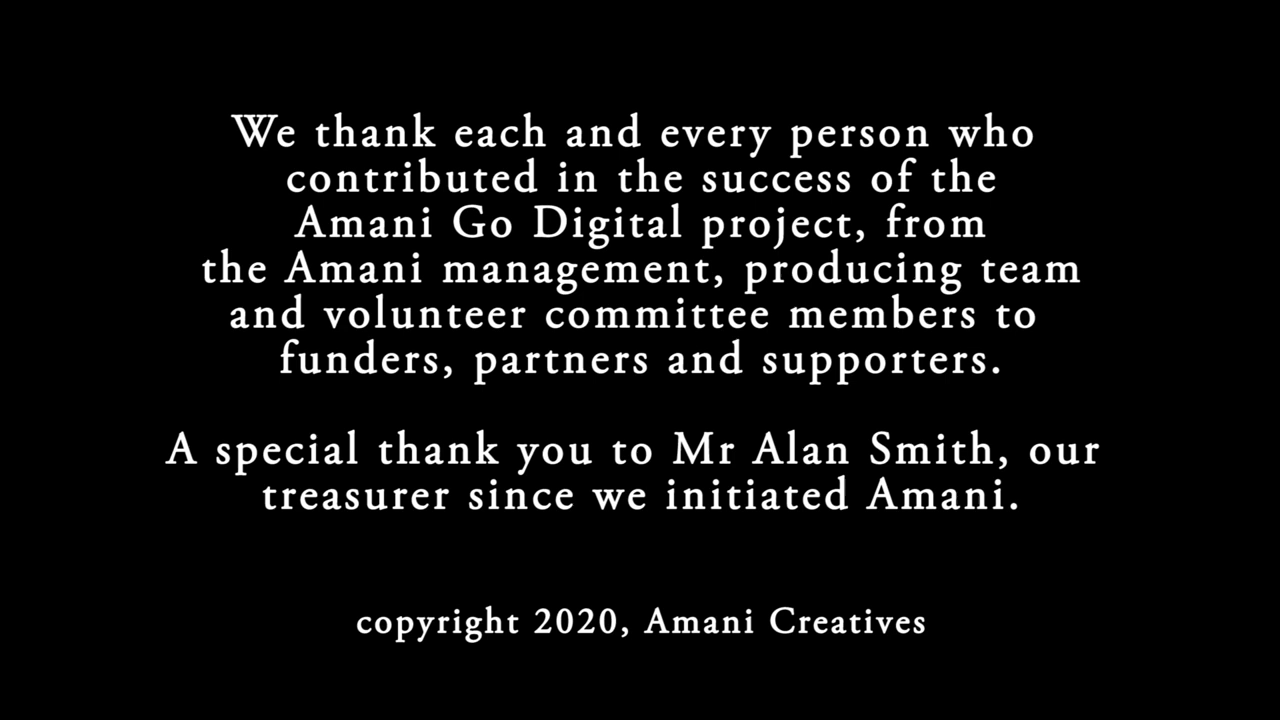 We thank each and every person who
contributed in the success of the
Amani Go Digital project, from
the Amani management, producing team
and volunteer committee members to
funders, partners and supporters.
A special thank you to Mr Alan Smith, our
treasurer since we initiated Amani.
copyright 2020, Amani Creatives